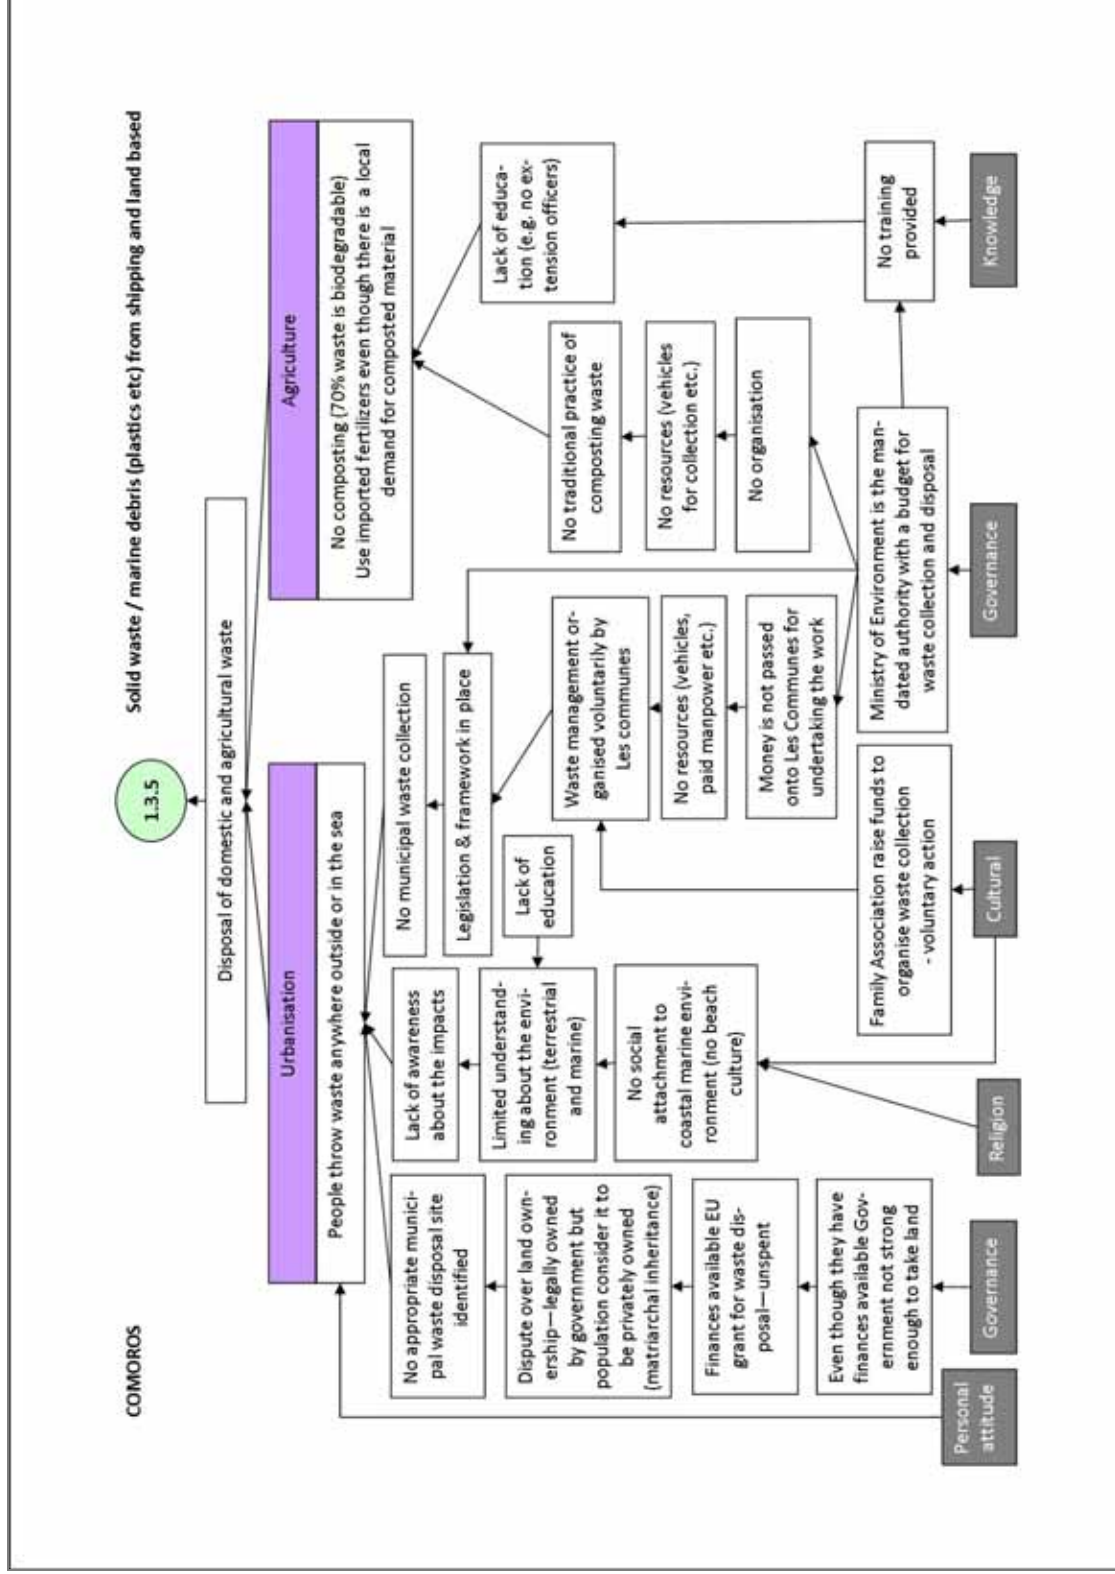 COMOROS
Solid waste / marine debris (plastics etc) from shipping and land based
1.3.5
Disposal of domestic and agricultural waste
Urbanisation
People throw waste anywhere outside or in the sea
Agriculture
No composting (70% waste is biodegradable)
Use imported fertilizers even though there is a local
demand for composted material
No appropriate munici-
pal waste disposal site
identified
Dispute over land own-
ership—legally owned
by government but
population consider it to
be privately owned
(matriarchal inheritance)
Finances available EU
grant for waste dis-
posal—unspent
Even though they have
finances available Gov-
ernment not strong
enough to take land
Lack of awareness
about the impacts
Limited understand-
ing about the envi-
ronment (terrestrial
and marine)
Lack of
education
No social
attachment to
coastal marine envi-
ronment (no beach
culture)
No municipal waste collection
Legislation & framework in place
Waste management or-
ganised voluntarily by
Les communes
No resources (vehicles,
paid manpower etc.)
Money is not passed
onto Les Communes for
undertaking the work
Family Association raise funds to
organise waste collection
- voluntary action
Ministry of Environment is the man-
dated authority with a budget for
waste collection and disposal
No traditional practice of
composting waste
No resources (vehicles
for collection etc.)
No organisation
Lack of educa-
tion (e.g. no ex-
tension officers)
No training
provided
Personal
attitude
Governance
Religion
Cultural
Governance
Knowledge